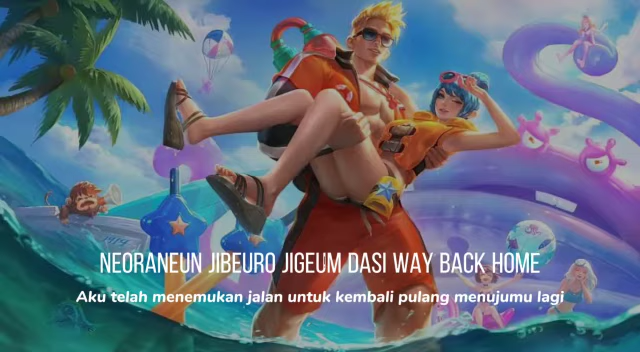 NEORANEUN JIBEURO JIGEUM DASI WAY BACK HOME
Aku telah menemukan jalan untuk kembali pulang menujumu lagi